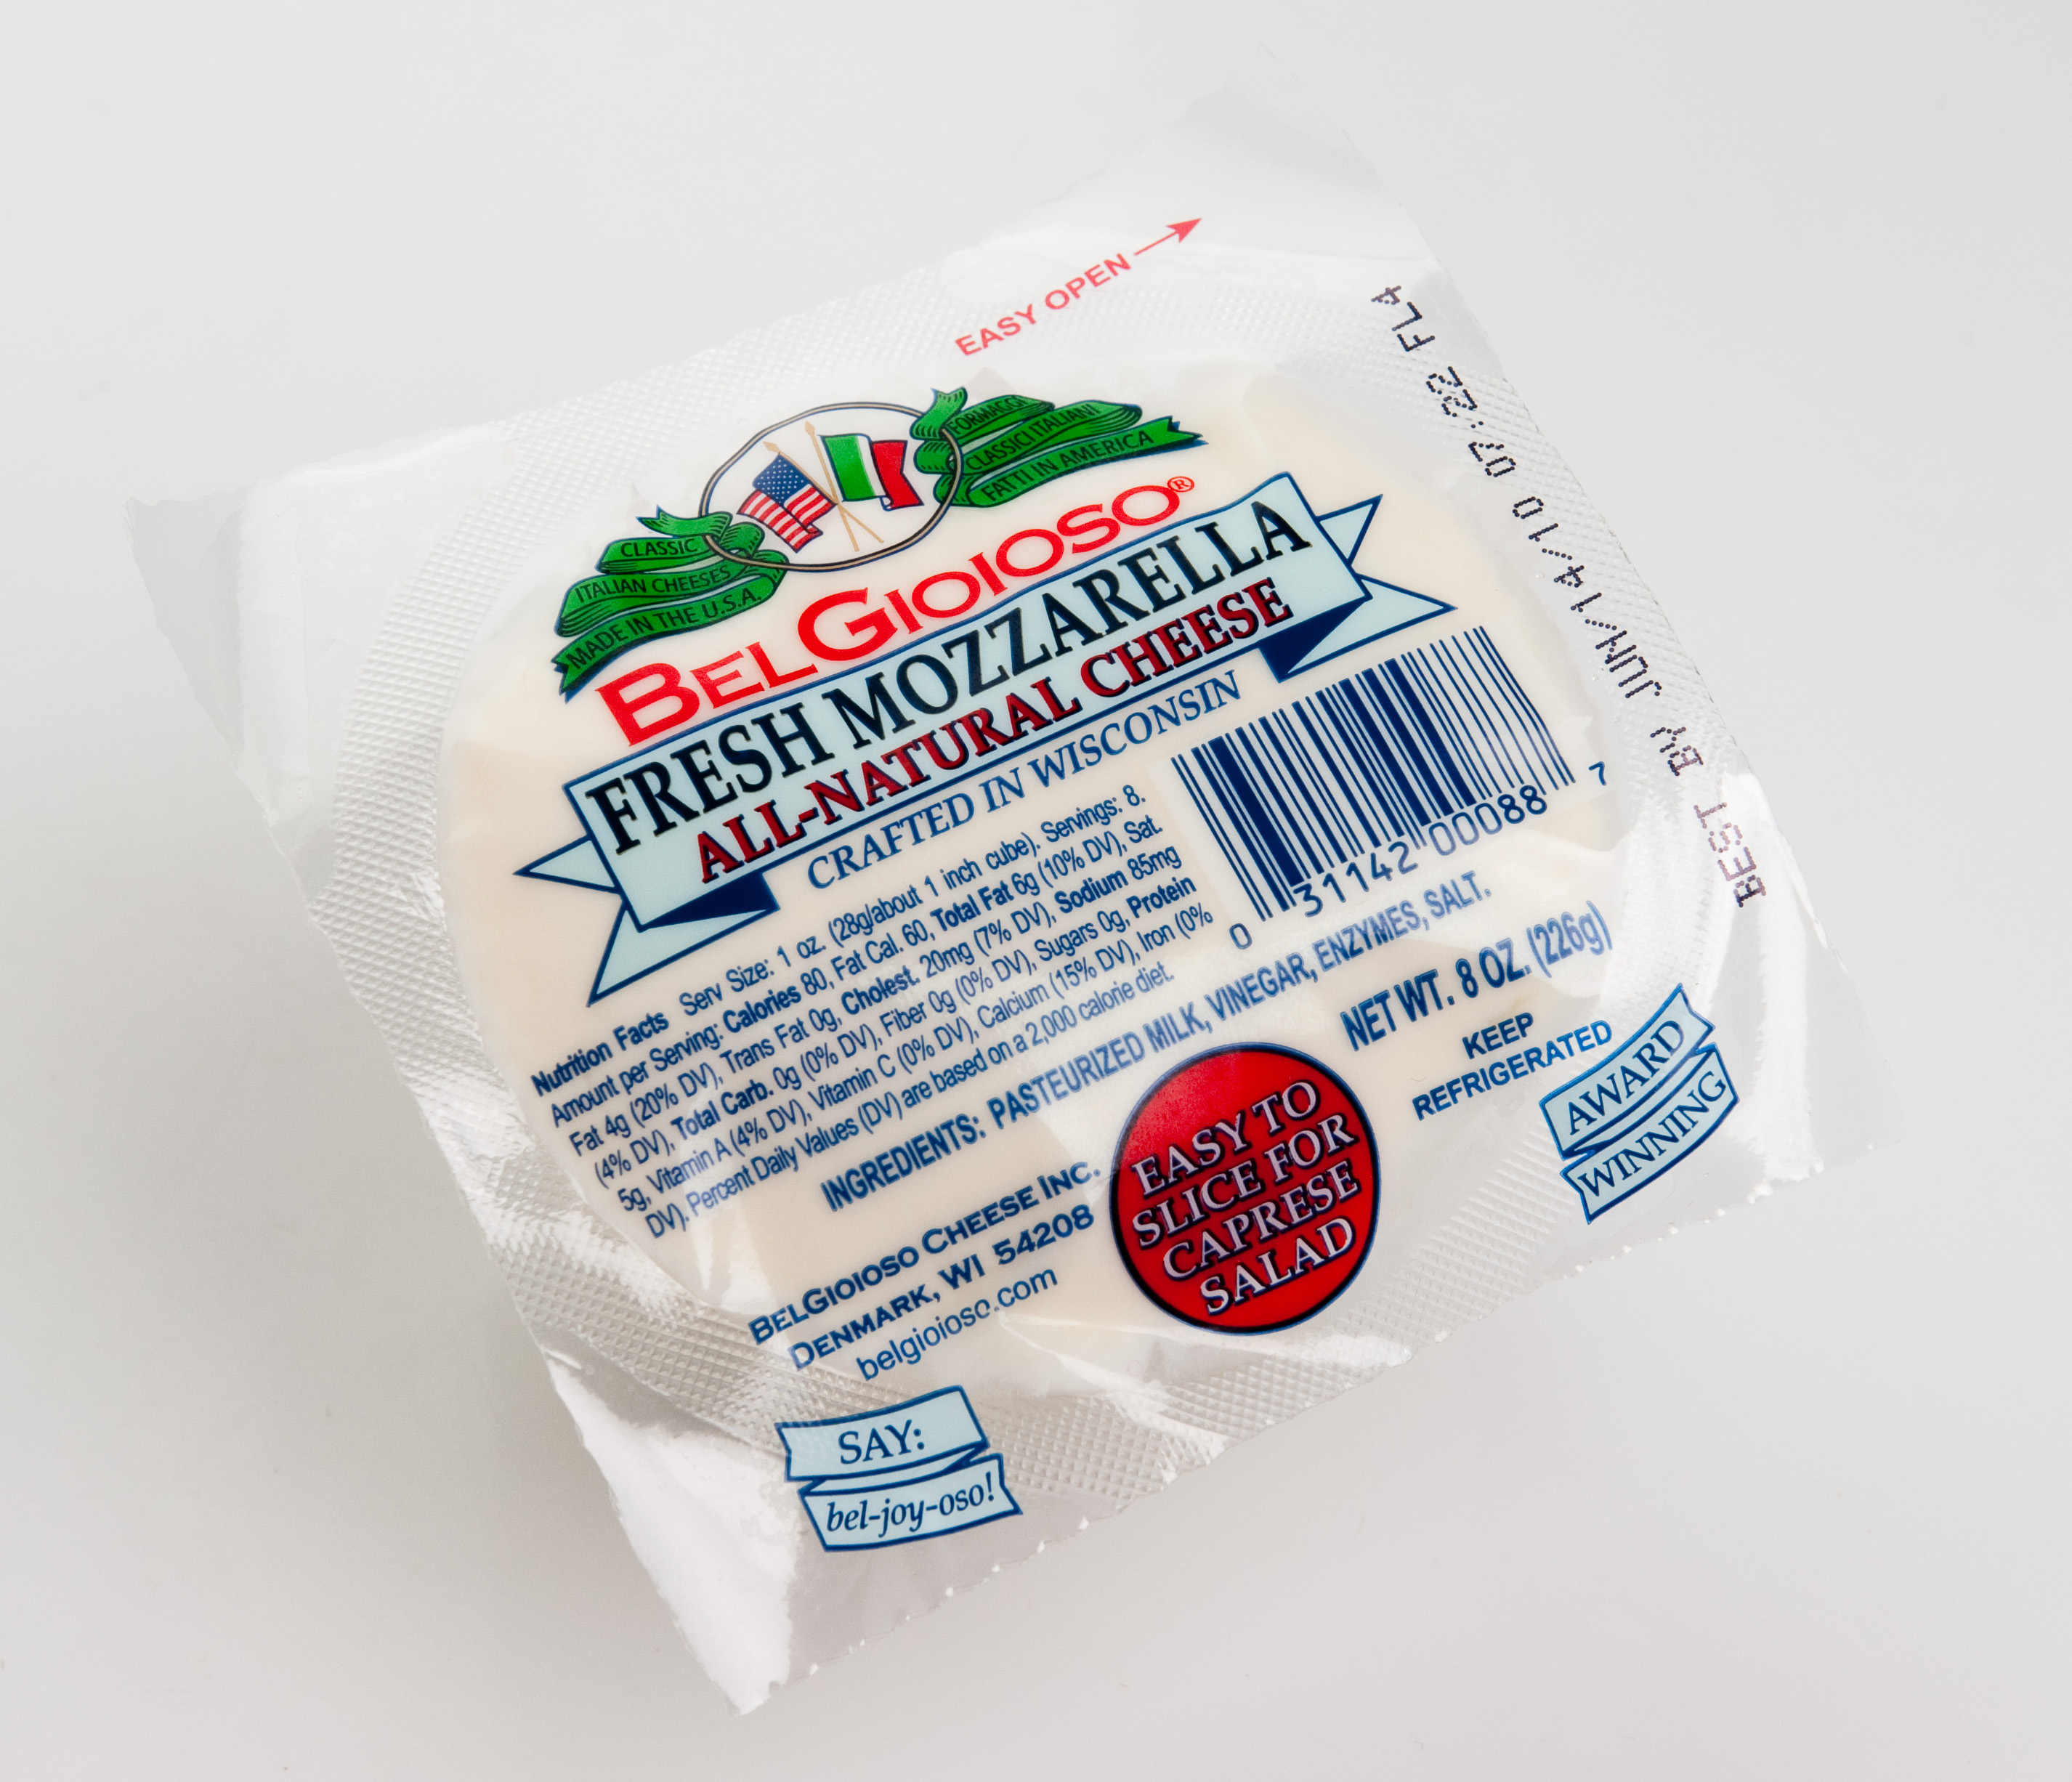 EASY OPEN
CLASSIC
ITALIAN CHEESES
MADE IN THE U.S.A.
FORMAGGI
CLASSICI ITALIANI
FATTI IN AMERICA
BELGIOIOSO®
FRESH MOZZARELLA
ALL-NATURAL CHEESE
CRAFTED IN WISCONSIN
Nutrition Facts Serv Size: 1 oz. (28g/about 1 inch cube). Servings: 8.
Amount per Serving: Calories 80, Fat Cal. 60, Total Fat 6g (10% DV), Sat.
Fat 4g (20% DV), Trans Fat 0g, Cholest. 20mg (7% DV), Sodium 85mg
(4% DV), Total Carb. 0g (0% DV), Fiber 0g (0% DV), Sugars 0g, Protein
5g, Vitamin A (4% DV), Vitamin C (0% DV), Calcium (15% DV), Iron (0%
DV). Percent Daily Values (DV) are based on a 2,000 calorie diet.
0 31142 00088 7
INGREDIENTS: PASTEURIZED MILK, VINEGAR, ENZYMES, SALT.
NET WT. 8 OZ. (226g)
KEEP
REFRIGERATED
BELGIOIOSO CHEESE INC.
DENMARK, WI 54208
belgioioso.com
EASY TO
SLICE FOR
CAPRESE
SALAD
AWARD
WINNING
SAY:
bel-joy-oso!
BEST BY JUN/14/10 07:22 FL4